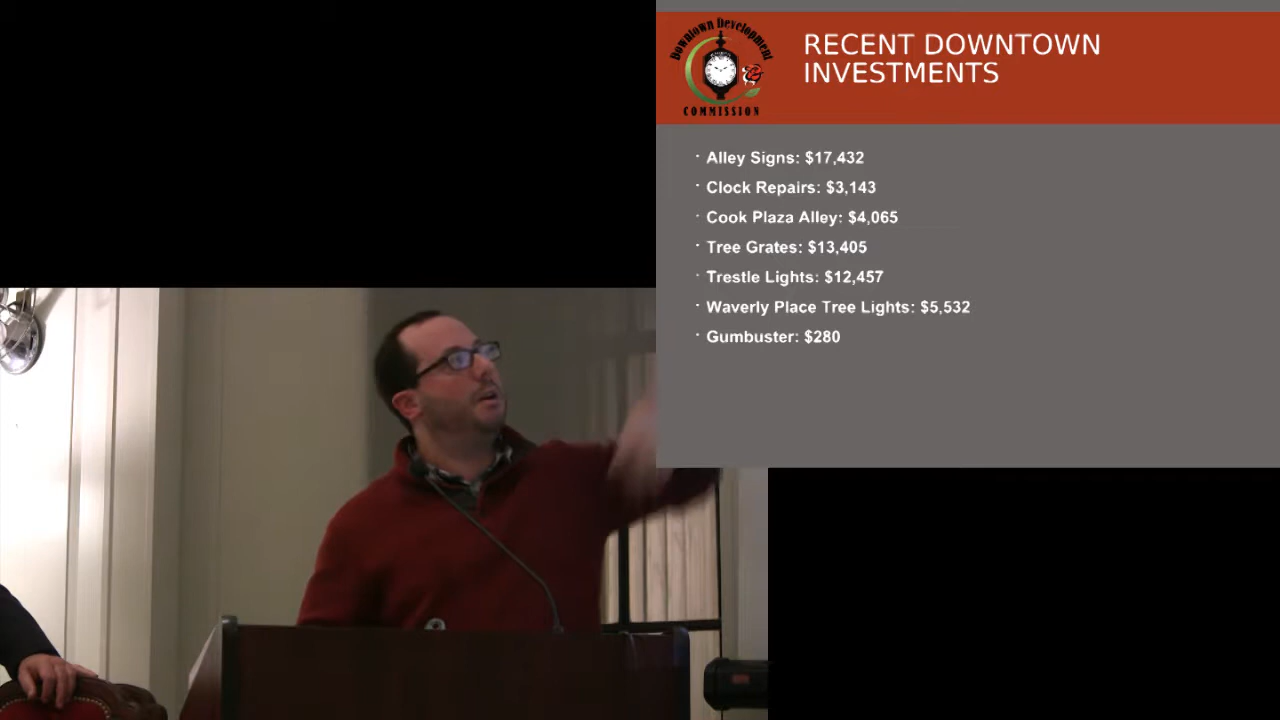 Downtown Development
COMMISSION
RECENT DOWNTOWN
INVESTMENTS
· Alley Signs: $17,432
· Clock Repairs: $3,143
· Cook Plaza Alley: $4,065
· Tree Grates: $13,405
· Trestle Lights: $12,457
· Waverly Place Tree Lights: $5,532
· Gumbuster: $280